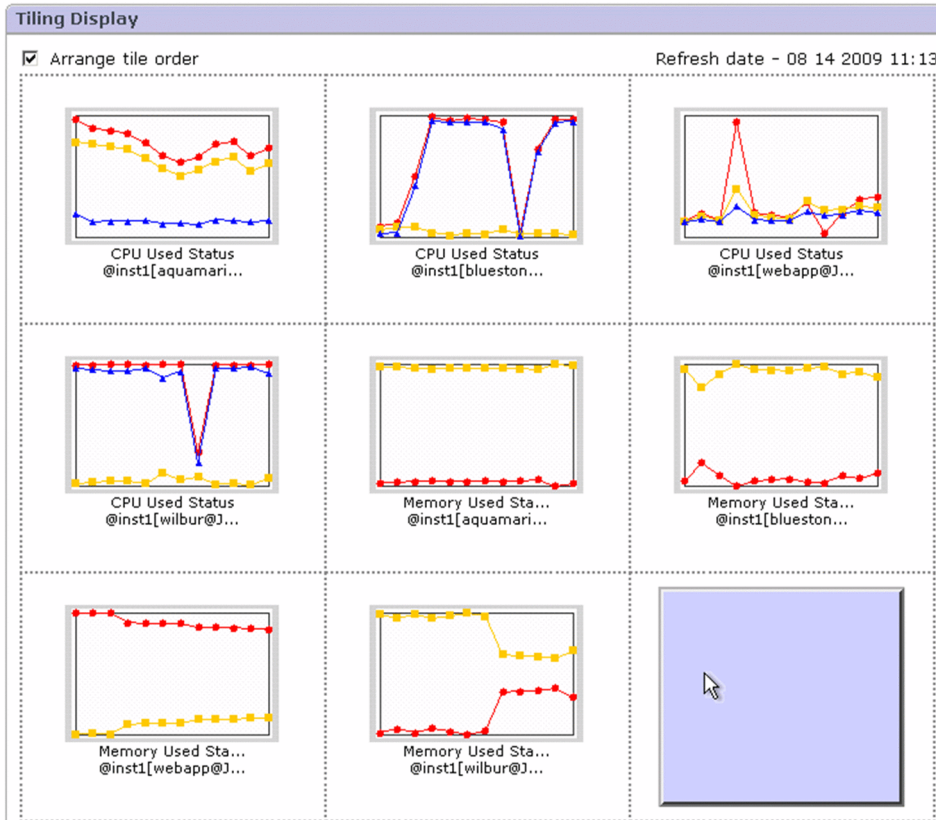 Tiling Display
Arrange tile order
Refresh date - 08 14 2009 11:13
CPU Used Status
@inst1[aquamari...
CPU Used Status
@inst1[blueston...
CPU Used Status
@inst1[webapp@J...
CPU Used Status
@inst1[wilbur@J...
Memory Used Sta...
@inst1[aquamari...
Memory Used Sta...
@inst1[blueston...
Memory Used Sta...
@inst1[webapp@J...
Memory Used Sta...
@inst1[wilbur@J...